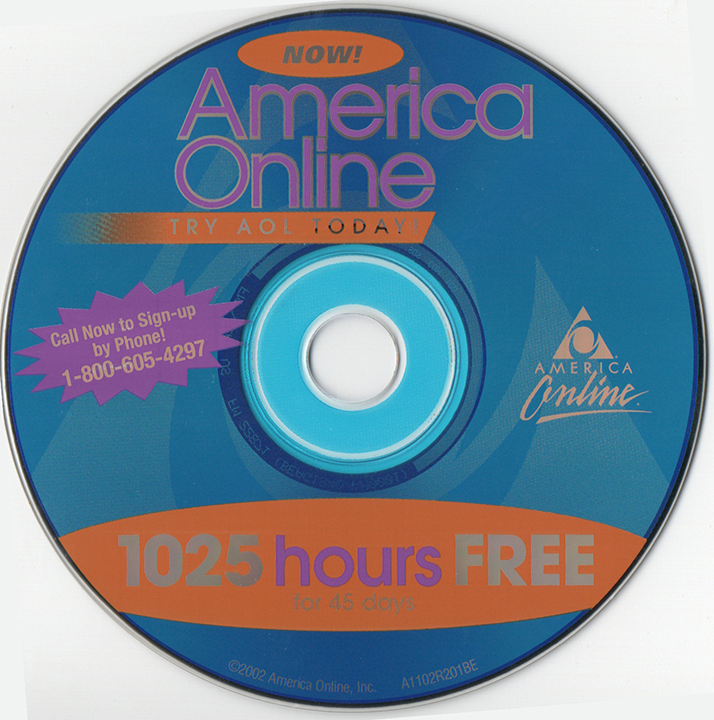 NOW!
America
Online
TRY AOL TODAY!
Call Now to Sign-up
by Phone!
1-800-605-4297
AMERICA
Online
1025 hours FREE
for 45 days
©2002 America Online, Inc. A1102R201BE